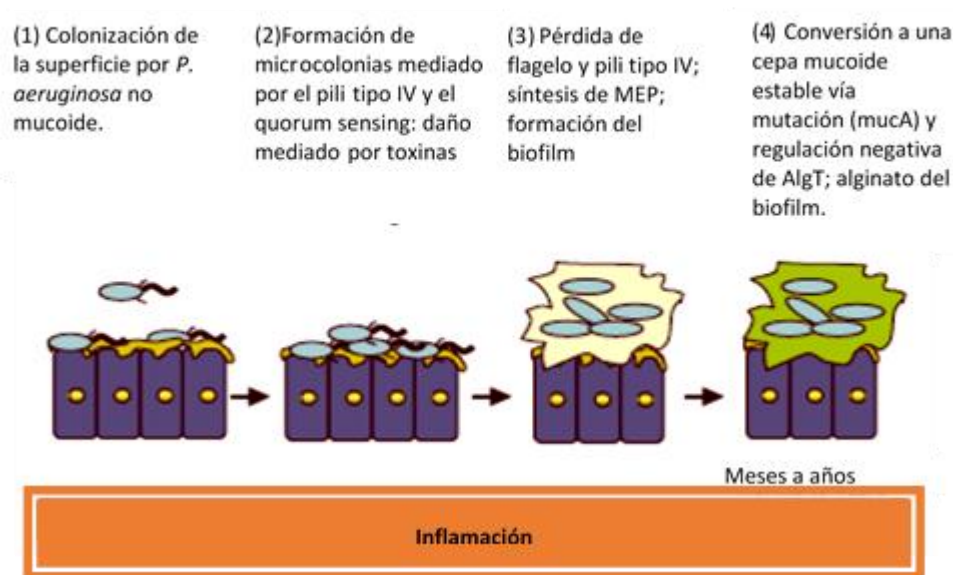 (1) Colonización de
la superficie por P.
aeruginosa no
mucoide.
(2)Formación de
microcolonias mediado
por el pili tipo IV y el
quorum sensing: daño
mediado por toxinas
(3) Pérdida de
flagelo y pili tipo IV;
síntesis de MEP;
formación del
biofilm
(4) Conversión a una
cepa mucoide
estable vía
mutación (mucA) y
regulación negativa
de AlgT; alginato del
biofilm.
Meses a años
Inflamación